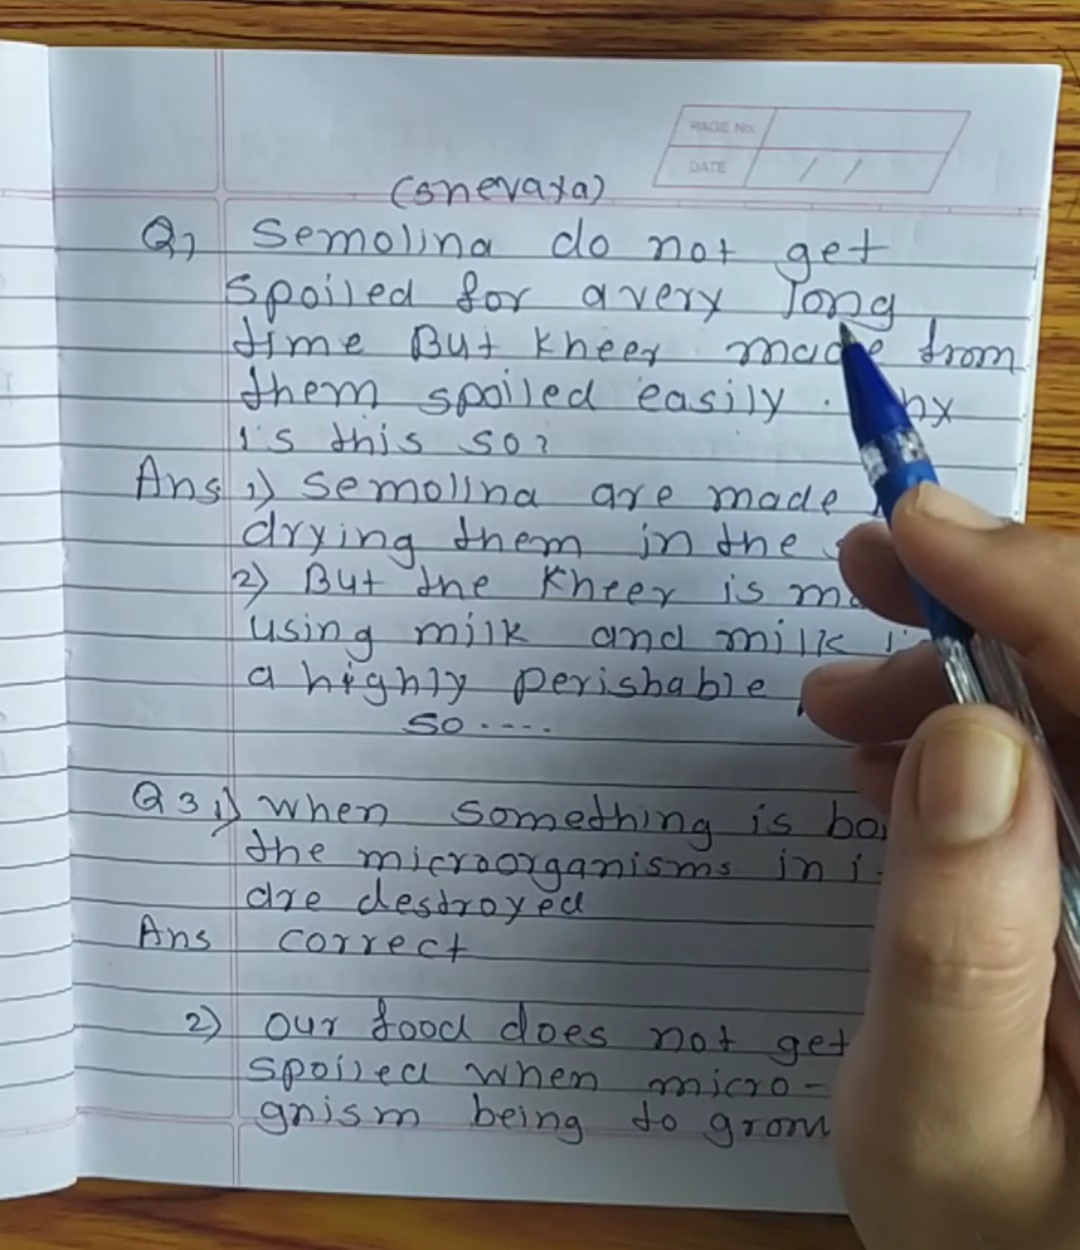 PAGE No.
DATE / /
(Snevaxa)
Q1 Semolina do not get
spoiled for a very long
time But Kheer made from
them spoiled easily.
is this so?
Ans 1) Semolina are made
drying them in the
2) But the Kheer is
using milk and milk
a highly perishable
so ....
Q 3 1) When something is
the microorganisms in
are destroyed
Ans correct
2) Our food does not get
spoiled when micro-
gnism being to grow